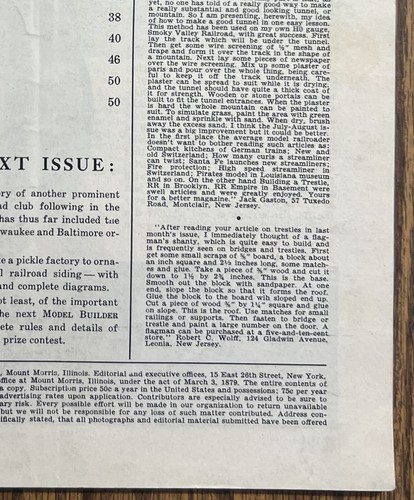 38
40
46
50
50
XT ISSUE:
ry of another prominent
ad club following in the
has thus far included the
waukee and Baltimore or-
e a pickle factory to orna-
l railroad siding — with
and complete diagrams.
ot least, of the important
he next MODEL BUILDER
ete rules and details of
prize contest.
yet, no one has told of a really good way to make
a really substantial and good looking tunnel, or
mountain. So I am presenting, herewith, my idea
of how to make a good tunnel in one easy lesson.
This method has been used on my own H0 gauge,
Smoky Valley Railroad, with great success. First
lay the track which will be under the tunnel.
Then get some wire screening of ½" mesh and
drape and form it over the track in the shape of
a mountain. Next lay some pieces of newspaper
over the wire screening. Mix up some plaster of
paris and pour over the whole thing, being care-
ful to keep it off the track underneath. The
plaster can be spread to suit while it is drying,
and the tunnel should have quite a thick coat of
it for strength. Wooden or stone portals can be
built to fit the tunnel entrances. When the plaster
is hard the whole mountain can be painted to
suit. To simulate grass, paint the area with green
enamel and sprinkle with sand. When dry, brush
away the excess sand. I think the July-August is-
sue was a big improvement but it could be better.
In the first place the average model railroader
doesn't want to bother reading such articles as:
Compact kitchens of German trains; New and
old Switzerland; How many curls a streamliner
can twist; Santa Fe launches new streamliners;
Fire protection; High speed streamliner in
Switzerland; Pirates model in Louisiana museum
and so on. On the other hand Building a Trestle,
RR in Brooklyn, RR Empire in Basement were
swell articles and were greatly enjoyed. Yours
for a better magazine." Jack Gaston, 57 Tuxedo
Road, Montclair, New Jersey.
"After reading your article on trestles in last
month's issue, I immediately thought of a flag-
man's shanty, which is quite easy to build and
is frequently seen on bridges and trestles. First
get some small scraps of ⅜" board, a block about
an inch square and 2½ inches long, some match-
es and glue. Take a piece of ⅜" wood and cut it
down to 1½ by 2¾ inches. This is the base.
Smooth out the block with sandpaper. At one
end, slope the block so that it forms the roof.
Glue the block to the board wih sloped end up.
Cut a piece of wood by 1¼" square and glue
on slope. This is the roof. Use matches for small
railings or supports. Then fasten to bridge or
trestle and paint a large number on the door. A
flagman can be purchased at a five-and-ten-cent.
store." Robert C. Wolff, 124 Gladwin Avenue,
Leonia, New Jersey.
, Mount Morris, Illinois. Editorial and executive offices, 15 East 26th Street, New York,
office at Mount Morris, Illinois, under the act of March 3, 1879. The entire contents of
a copy. Subscription price 50c a year in the United States and possessions; 75c per year
advertising rates upon application. Contributors are especially advised to be sure to
ary risk. Every possible effort will be made in our organization to return unavailable
but we will not be responsible for any loss of such matter contributed. Address con-
ifically stated, that all photographs and editorial material submitted have been offered